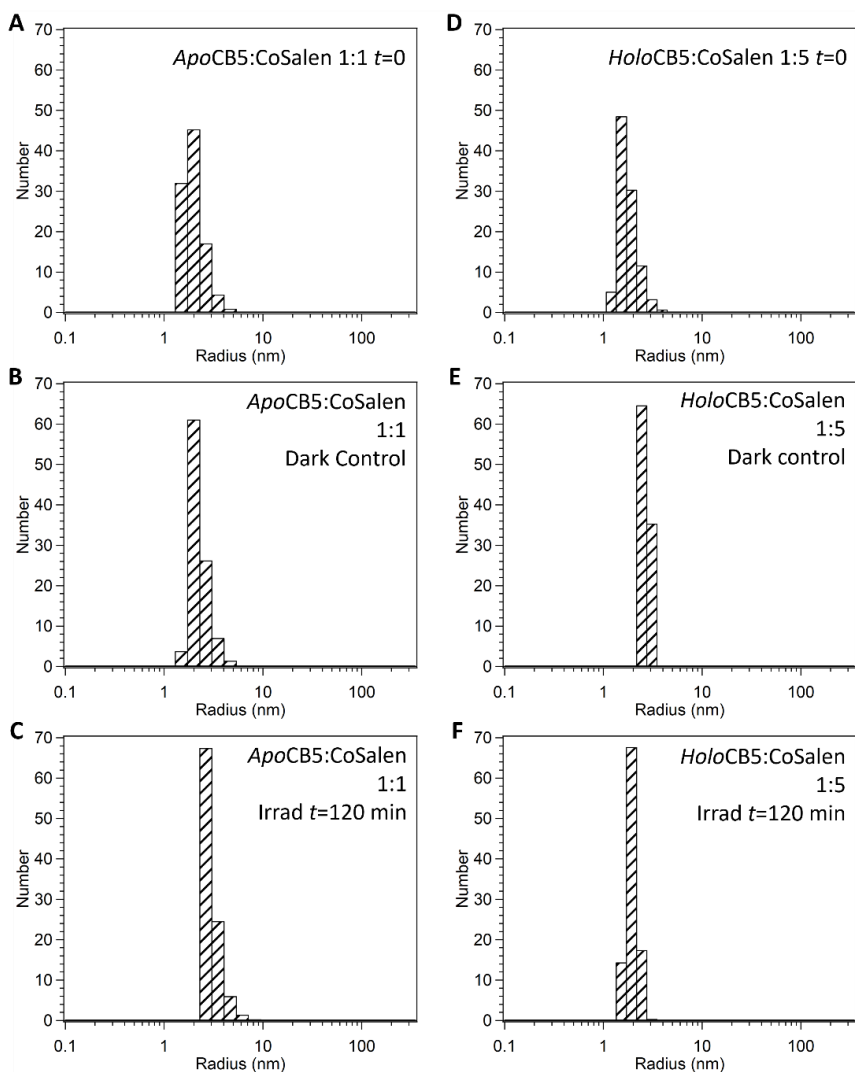 A
ApoCB5:CoSalen 1:1 t=0
70
60
50
40
30
20
10
0
Number
0.1
1
10
100
Radius (nm)
B
ApoCB5:CoSalen
1:1
Dark Control
70
60
50
40
30
20
10
0
Number
0.1
1
10
100
Radius (nm)
C
ApoCB5:CoSalen
1:1
Irrad t=120 min
70
60
50
40
30
20
10
0
Number
0.1
1
10
100
Radius (nm)
D
HoloCB5:CoSalen 1:5 t=0
70
60
50
40
30
20
10
0
Number
0.1
1
10
100
Radius (nm)
E
HoloCB5:CoSalen
1:5
Dark control
70
60
50
40
30
20
10
0
Number
0.1
1
10
100
Radius (nm)
F
HoloCB5:CoSalen
1:5
Irrad t=120 min
70
60
50
40
30
20
10
0
Number
0.1
1
10
100
Radius (nm)